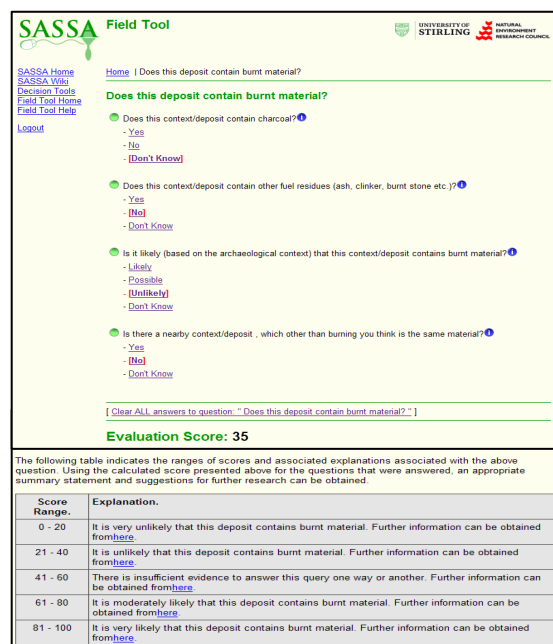 SASSA
Field Tool
UNIVERSITY OF
STIRLING
NATURAL
ENVIRONMENT
RESEARCH COUNCIL
SASSA Home
SASSA Wiki
Decision Tools
Field Tool Home
Field Tool Help
Logout
Home | Does this deposit contain burnt material?
Does this deposit contain burnt material?
Does this context/deposit contain charcoal?
- Yes
- No
- [Don't Know]
Does this context/deposit contain other fuel residues (ash, clinker, burnt stone etc.)?
- Yes
- [No]
- Don't Know
Is it likely (based on the archaeological context) that this context/deposit contains burnt material?
- Likely
- Possible
- [Unlikely]
- Don't Know
Is there a nearby context/deposit , which other than burning you think is the same material?
- Yes
- [No]
- Don't Know
[ Clear ALL answers to question: " Does this deposit contain burnt material? " ]
Evaluation Score: 35
The following table indicates the ranges of scores and associated explanations associated with the above
question. Using the calculated score presented above for the questions that were answered, an appropriate
summary statement and suggestions for further research can be obtained.
Score
Range.
Explanation.
0 - 20
It is very unlikely that this deposit contains burnt material. Further information can be obtained
fromhere.
21 - 40
It is unlikely that this deposit contains burnt material. Further information can be obtained
fromhere.
41 - 60
There is insufficient evidence to answer this query one way or another. Further information can
be obtained fromhere.
61 - 80
It is moderately likely that this deposit contains burnt material. Further information can be
obtained fromhere.
81 - 100
It is very likely that this deposit contains burnt material. Further information can be obtained
fromhere.